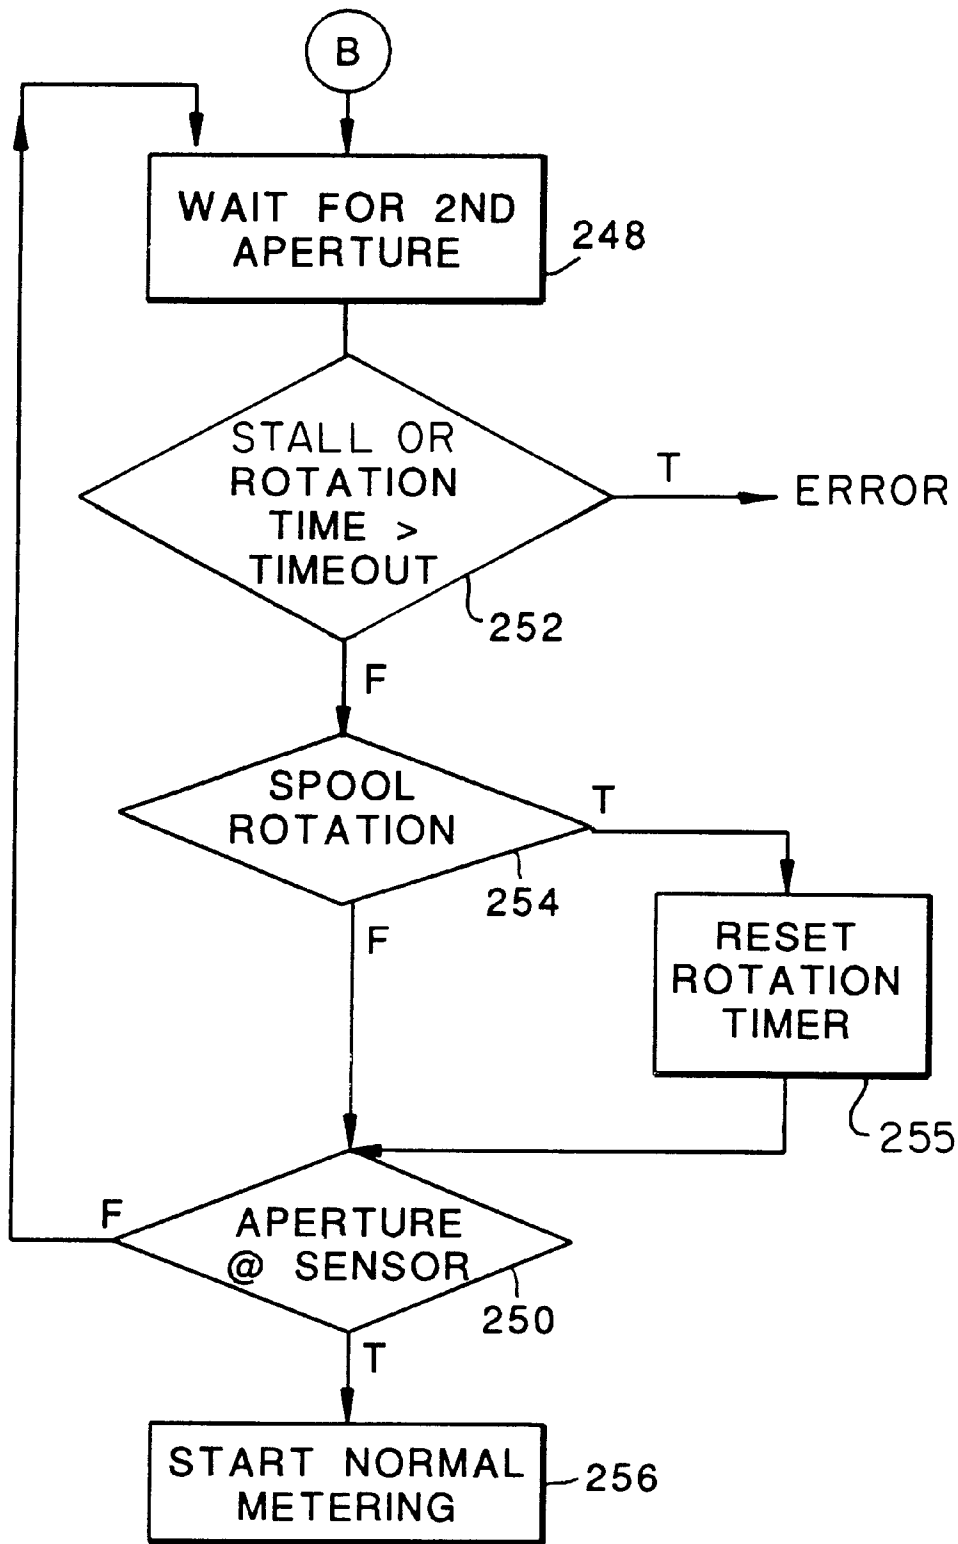 B
WAIT FOR 2ND
APERTURE
248
STALL OR
ROTATION
TIME >
TIMEOUT
T
ERROR
252
F
SPOOL
ROTATION
T
254
F
RESET
ROTATION
TIMER
255
F
APERTURE
@ SENSOR
250
T
START NORMAL
METERING
256